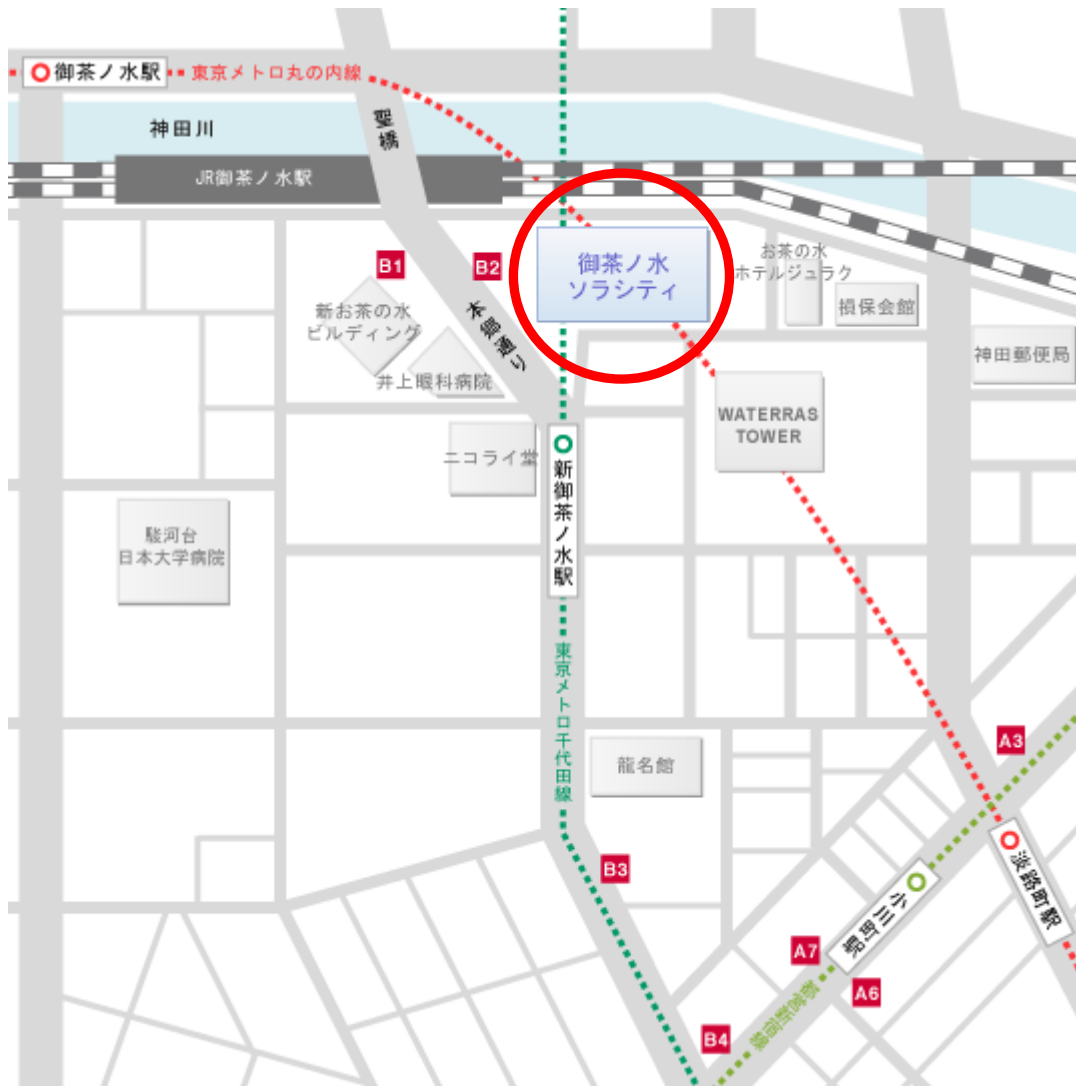 御茶ノ水駅
東京メトロ丸の内線
神田川
聖橋
JR御茶ノ水駅
B1
B2
御茶ノ水
ソラシティ
お茶の水
ホテルジュラク
損保会館
新お茶の水
ビルディング
本郷通り
井上眼科病院
神田郵便局
WATERRAS
TOWER
ニコライ堂
新御茶ノ水駅
駿河台
日本大学病院
東京メトロ千代田線
龍名館
A3
B3
淡路町駅
小川町駅
A7
A6
都営新宿線
B4